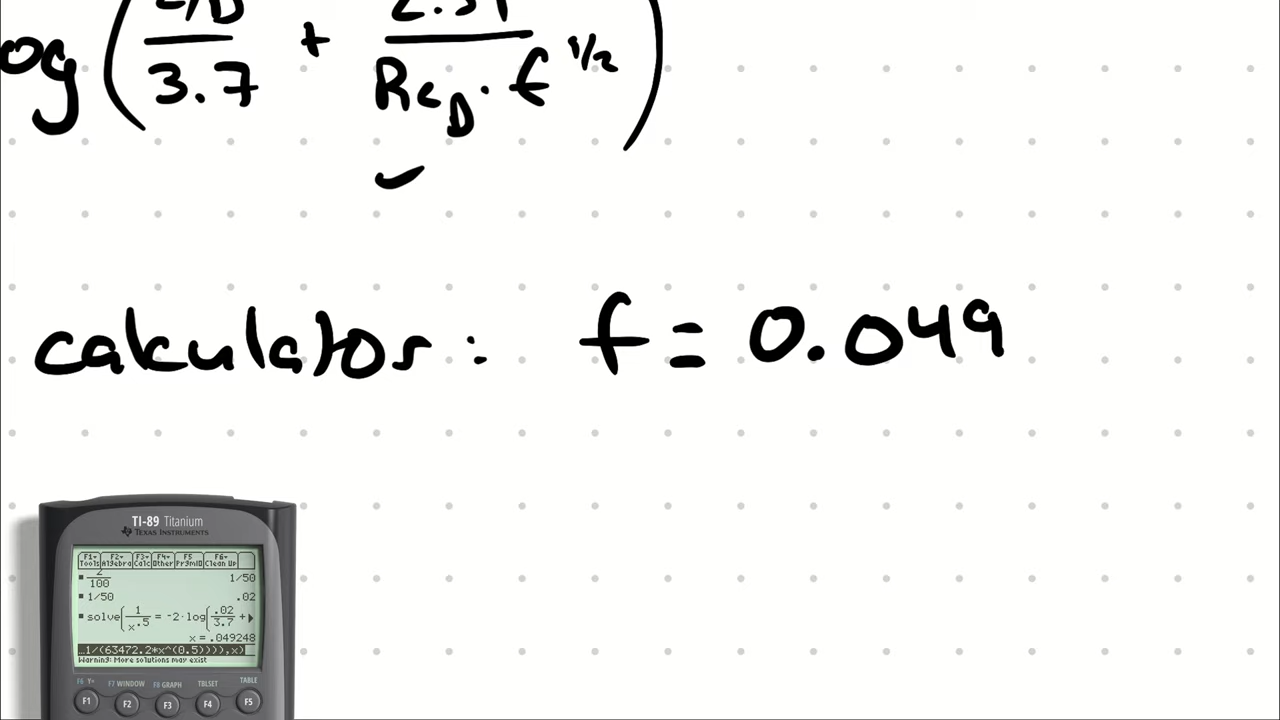 og ( ε/D / 3.7 + 2.51 / Re_D · f^1/2 )
calculator : f = 0.049
TI-89 Titanium
TEXAS INSTRUMENTS
F1 Tools F2 Algebra F3 Calc F4 Other F5 PrgmIO F6 Clean Up
2/100 1/50
1/50 .02
solve(1/x^.5 = -2·log(.02/3.7 +
x = .049248
…1/(63472.2*x^(0.5)))),x)
Warning: More solutions may exist
F6 Y= F7 WINDOW F8 GRAPH TBLSET TABLE
F1 F2 F3 F4 F5